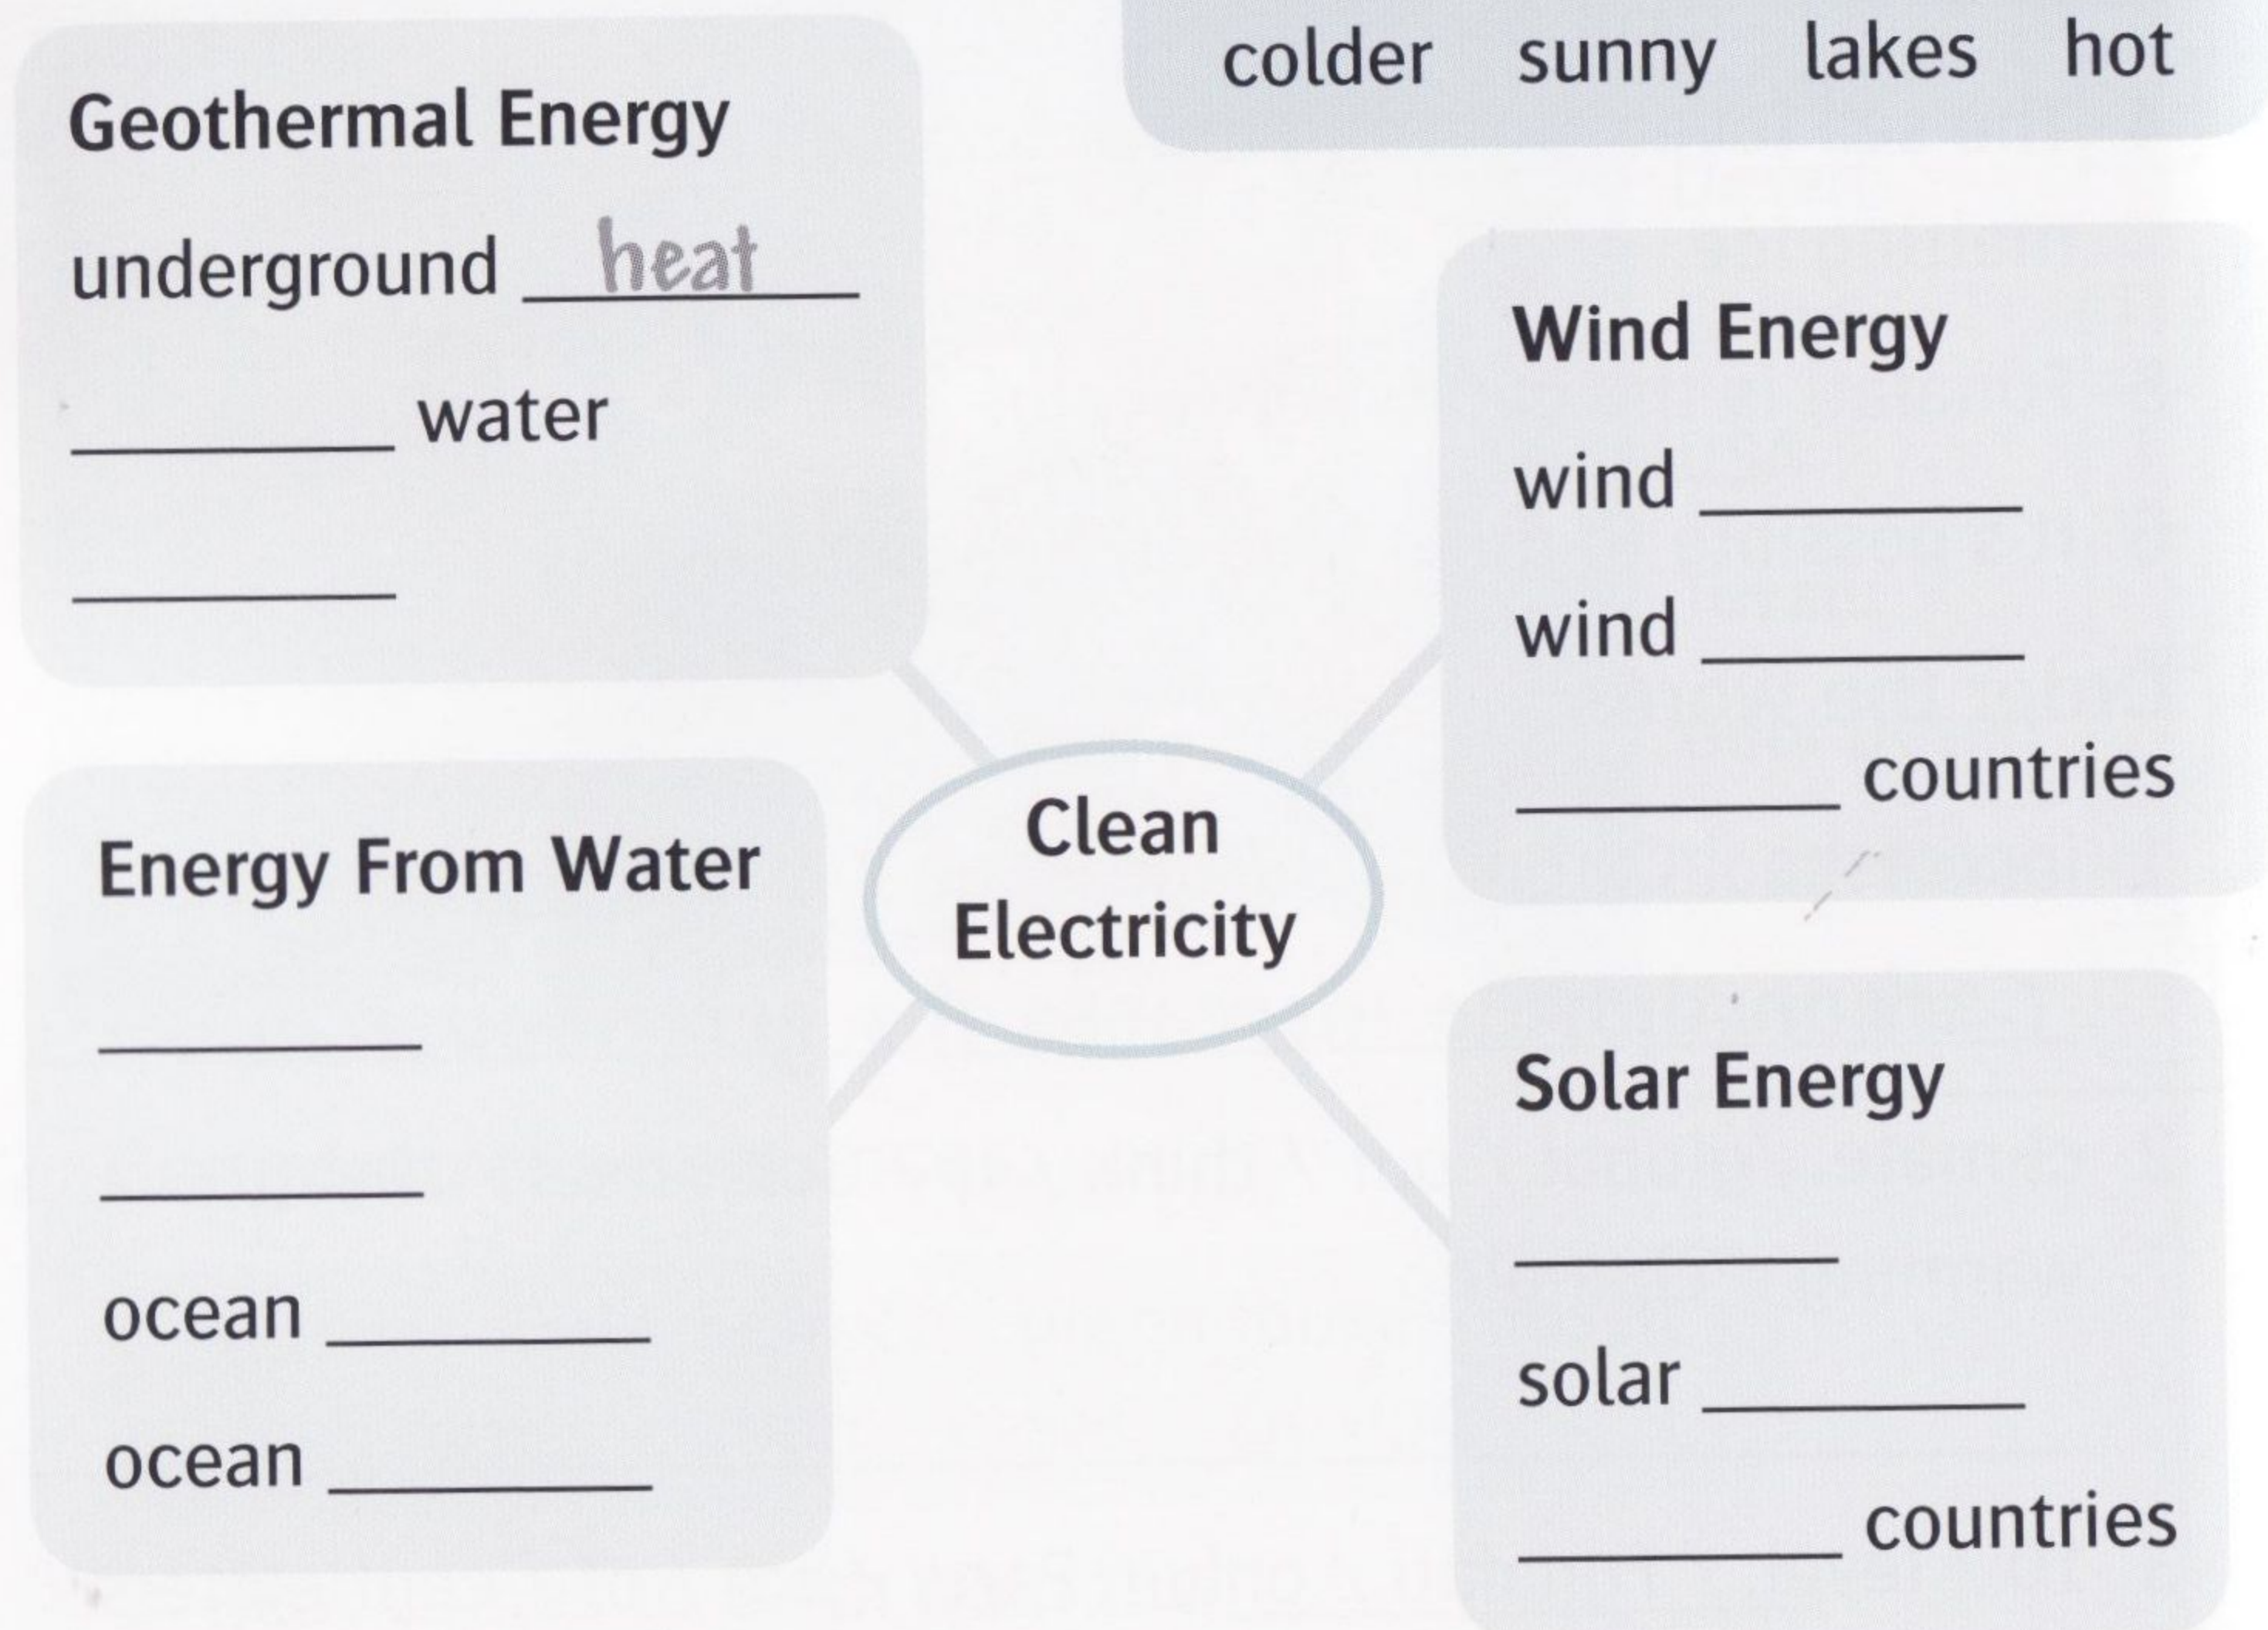 colder sunny lakes hot
Geothermal Energy
underground heat
water
Wind Energy
wind
wind
countries
Clean
Electricity
Energy From Water
ocean
ocean
Solar Energy
solar
countries